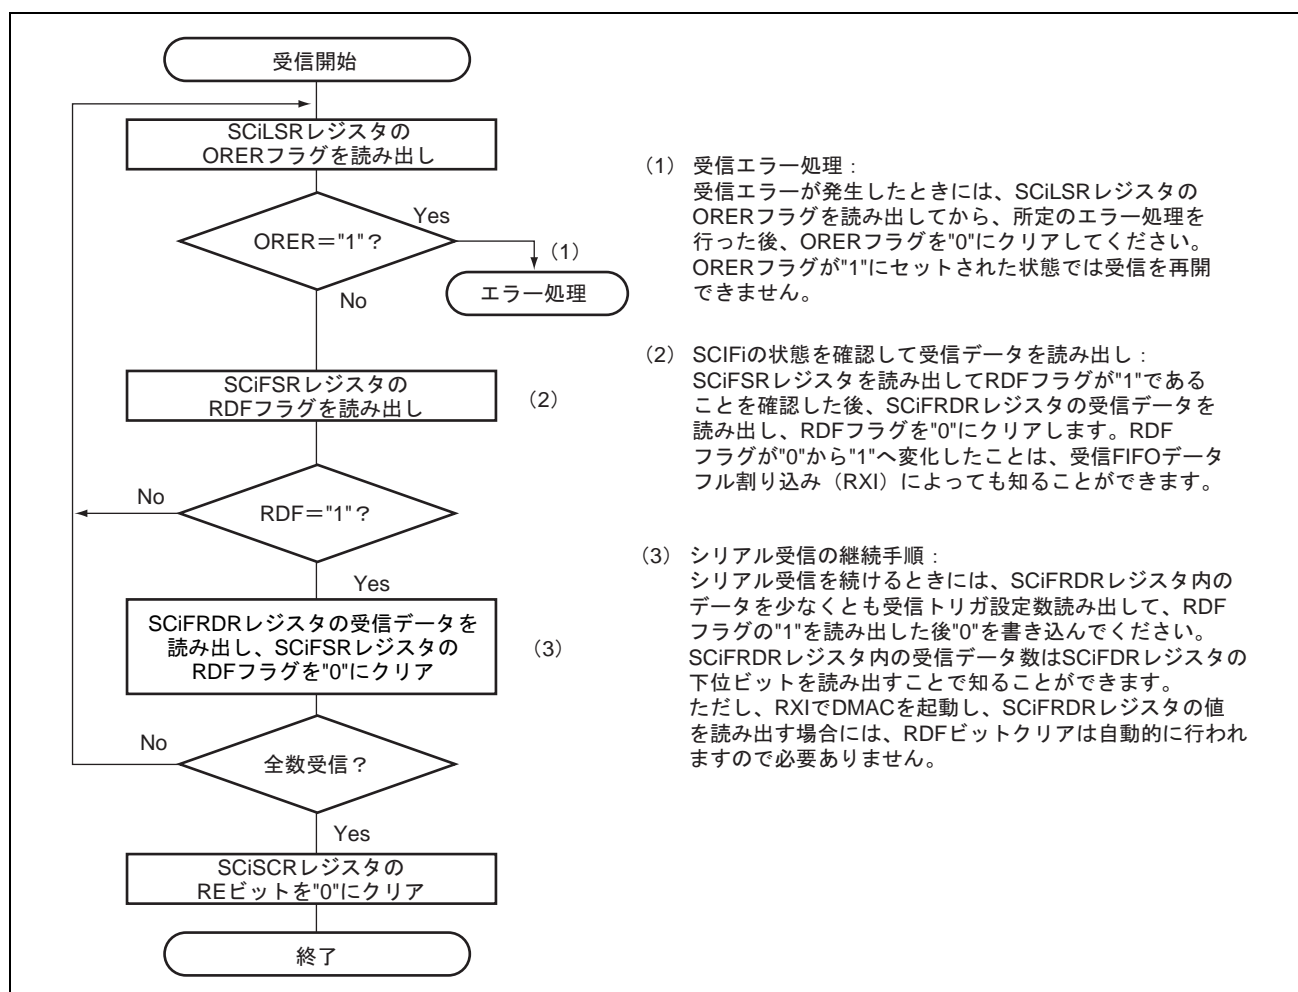 受信開始
SCiLSRレジスタの
ORERフラグを読み出し
ORER＝"1"？
Yes
（1）
エラー処理
No
SCiFSRレジスタの
RDFフラグを読み出し
（2）
No
RDF＝"1"？
Yes
SCiFRDRレジスタの受信データを
読み出し、SCiFSRレジスタの
RDFフラグを"0"にクリア
（3）
No
全数受信？
Yes
SCiSCRレジスタの
REビットを"0"にクリア
終了
（1） 受信エラー処理：
受信エラーが発生したときには、SCiLSRレジスタの
ORERフラグを読み出してから、所定のエラー処理を
行った後、ORERフラグを"0"にクリアしてください。
ORERフラグが"1"にセットされた状態では受信を再開
できません。
（2） SCIFiの状態を確認して受信データを読み出し：
SCiFSRレジスタを読み出してRDFフラグが"1"である
ことを確認した後、SCiFRDRレジスタの受信データを
読み出し、RDFフラグを"0"にクリアします。RDF
フラグが"0"から"1"へ変化したことは、受信FIFOデータ
フル割り込み（RXI）によっても知ることができます。
（3） シリアル受信の継続手順：
シリアル受信を続けるときには、SCiFRDRレジスタ内の
データを少なくとも受信トリガ設定数読み出して、RDF
フラグの"1"を読み出した後"0"を書き込んでください。
SCiFRDRレジスタ内の受信データ数はSCiFDRレジスタの
下位ビットを読み出すことで知ることができます。
ただし、RXIでDMACを起動し、SCiFRDRレジスタの値
を読み出す場合には、RDFビットクリアは自動的に行われ
ますので必要ありません。